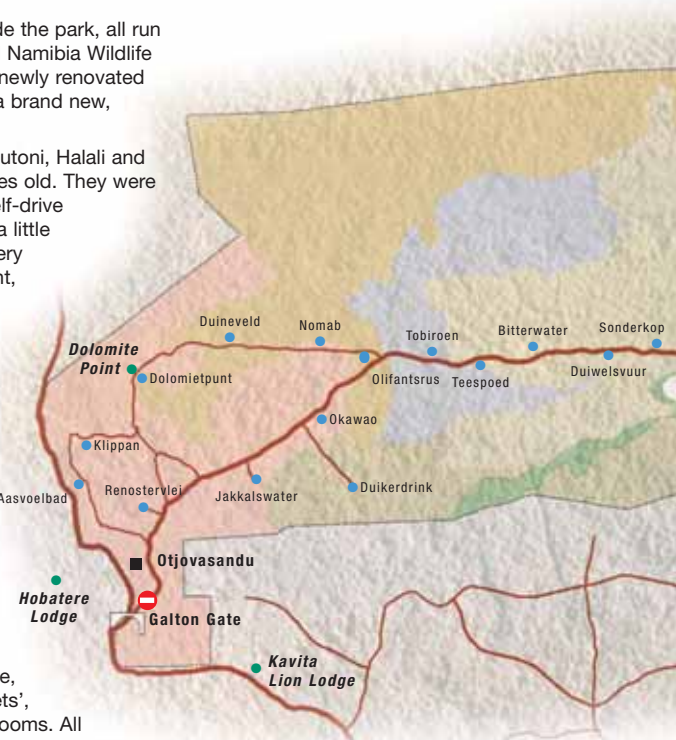 de the park, all run
Namibia Wildlife
newly renovated
a brand new,
utoni, Halali and
es old. They were
elf-drive
a little
ery
nt,
Duineveld
Nomab
Tobiroen
Bitterwater
Sonderkop
Dolomite
Point
Dolomietpunt
Olifantsrus
Teespoed
Duiwelsvuur
Okawao
Klippan
Aasvoelbad
Renostervlei
Jakkalswater
Duikerdrink
Otjovasandu
Hobatere
Lodge
Galton Gate
Kavita
Lion Lodge
e,
ets',
ooms. All